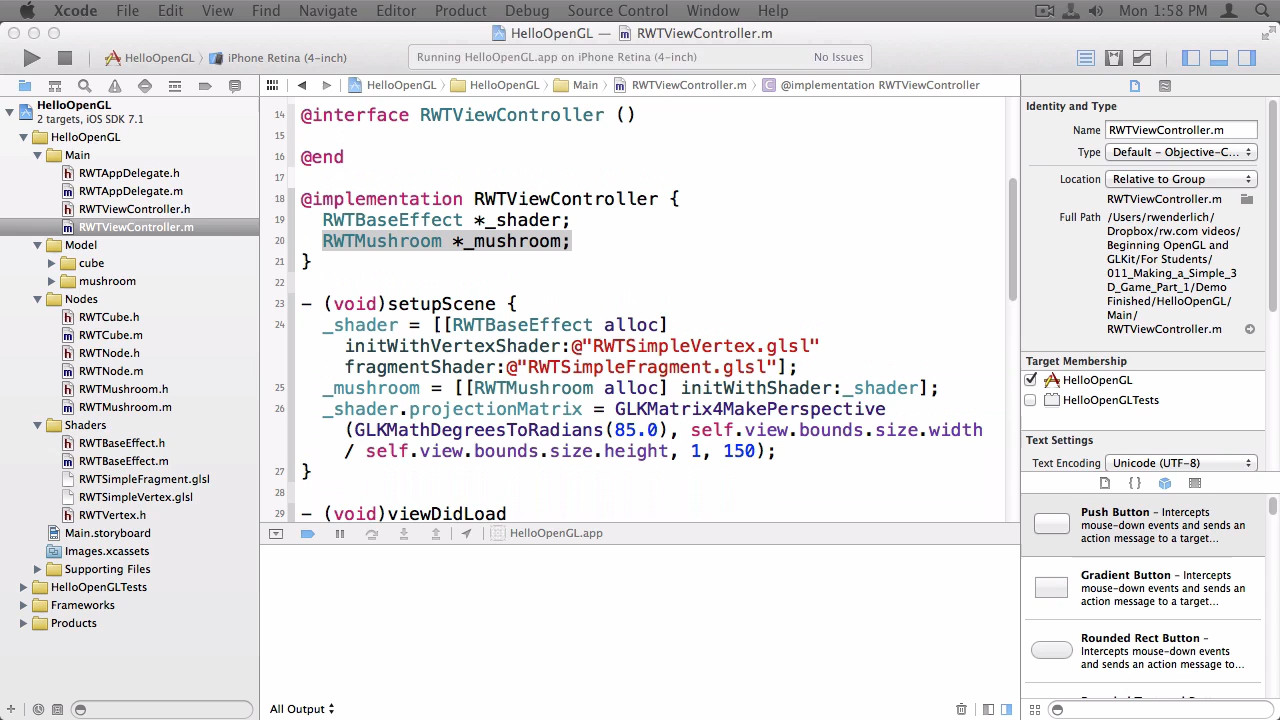 Xcode File Edit View Find Navigate Editor Product Debug Source Control Window Help Mon 1:58 PM
HelloOpenGL — RWTViewController.m
HelloOpenGL iPhone Retina (4-inch) Running HelloOpenGL.app on iPhone Retina (4-inch) No Issues
HelloOpenGL HelloOpenGL Main RWTViewController.m @implementation RWTViewController
HelloOpenGL
2 targets, iOS SDK 7.1
HelloOpenGL
Main
RWTAppDelegate.h
RWTAppDelegate.m
RWTViewController.h
RWTViewController.m
Model
cube
mushroom
Nodes
RWTCube.h
RWTCube.m
RWTNode.h
RWTNode.m
RWTMushroom.h
RWTMushroom.m
Shaders
RWTBaseEffect.h
RWTBaseEffect.m
RWTSimpleFragment.glsl
RWTSimpleVertex.glsl
RWTVertex.h
Main.storyboard
Images.xcassets
Supporting Files
HelloOpenGLTests
Frameworks
Products
14 @interface RWTViewController ()
15
16 @end
17
18 @implementation RWTViewController {
19 RWTBaseEffect *_shader;
20 RWTMushroom *_mushroom;
21 }
22
23 - (void)setupScene {
24 _shader = [[RWTBaseEffect alloc]
initWithVertexShader:@"RWTSimpleVertex.glsl"
fragmentShader:@"RWTSimpleFragment.glsl"];
25 _mushroom = [[RWTMushroom alloc] initWithShader:_shader];
26 _shader.projectionMatrix = GLKMatrix4MakePerspective
(GLKMathDegreesToRadians(85.0), self.view.bounds.size.width
/ self.view.bounds.size.height, 1, 150);
27 }
28
29 - (void)viewDidLoad
HelloOpenGL.app
All Output
Identity and Type
Name RWTViewController.m
Type Default - Objective-C...
Location Relative to Group
RWTViewController.m
Full Path /Users/rwenderlich/
Dropbox/rw.com videos/
Beginning OpenGL and
GLKit/For Students/
011_Making_a_Simple_3
D_Game_Part_1/Demo
Finished/HelloOpenGL/
Main/
RWTViewController.m
Target Membership
HelloOpenGL
HelloOpenGLTests
Text Settings
Text Encoding Unicode (UTF-8)
Push Button - Intercepts
mouse-down events and sends an
action message to a target...
Gradient Button - Intercepts
mouse-down events and sends an
action message to a target...
Rounded Rect Button -
Intercepts mouse-down events
and sends an action message to...